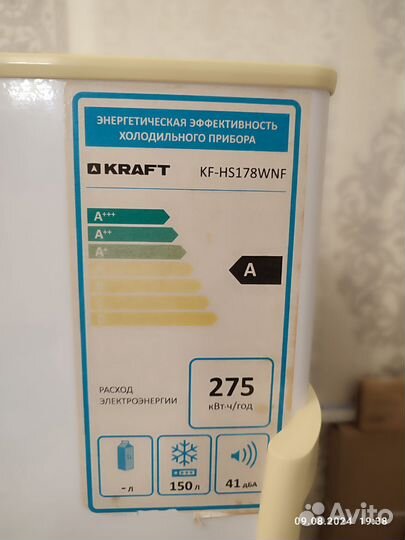 ЭНЕРГЕТИЧЕСКАЯ ЭФФЕКТИВНОСТЬ
ХОЛОДИЛЬНОГО ПРИБОРА
KRAFT KF-HS178WNF
A+++
A++
A+
A
РАСХОД
ЭЛЕКТРОЭНЕРГИИ
275
кВт·ч/год
- л
150 л
41 дБА
Avito
09.08.2024 19:38